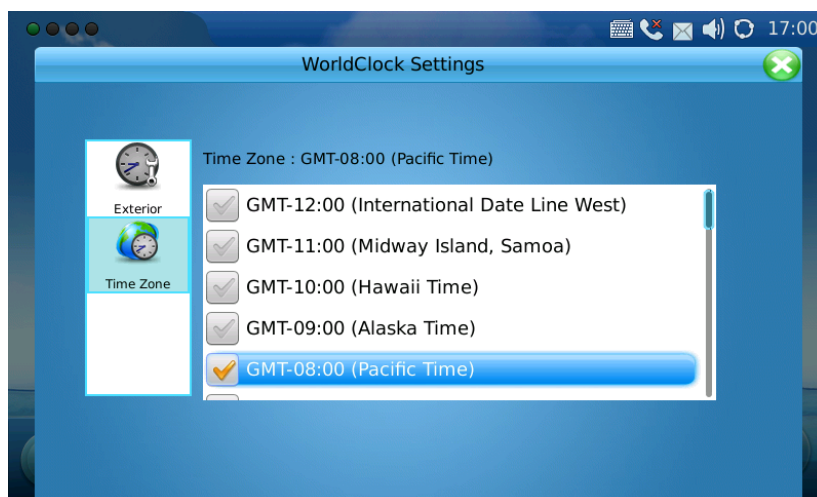 17:00
WorldClock Settings
Time Zone : GMT-08:00 (Pacific Time)
Exterior
Time Zone
GMT-12:00 (International Date Line West)
GMT-11:00 (Midway Island, Samoa)
GMT-10:00 (Hawaii Time)
GMT-09:00 (Alaska Time)
GMT-08:00 (Pacific Time)